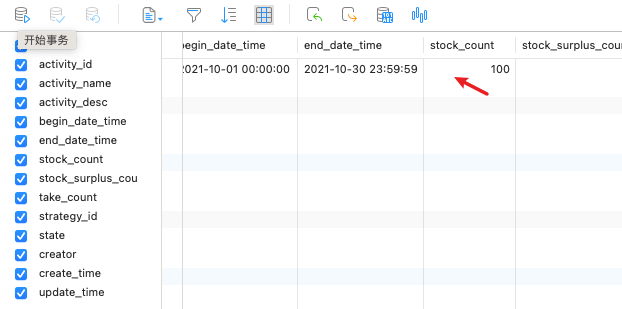 开始事务
begin_date_time end_date_time stock_count stock_surplus_cou
2021-10-01 00:00:00 2021-10-30 23:59:59 100
activity_id
activity_name
activity_desc
begin_date_time
end_date_time
stock_count
stock_surplus_cou
take_count
strategy_id
state
creator
create_time
update_time